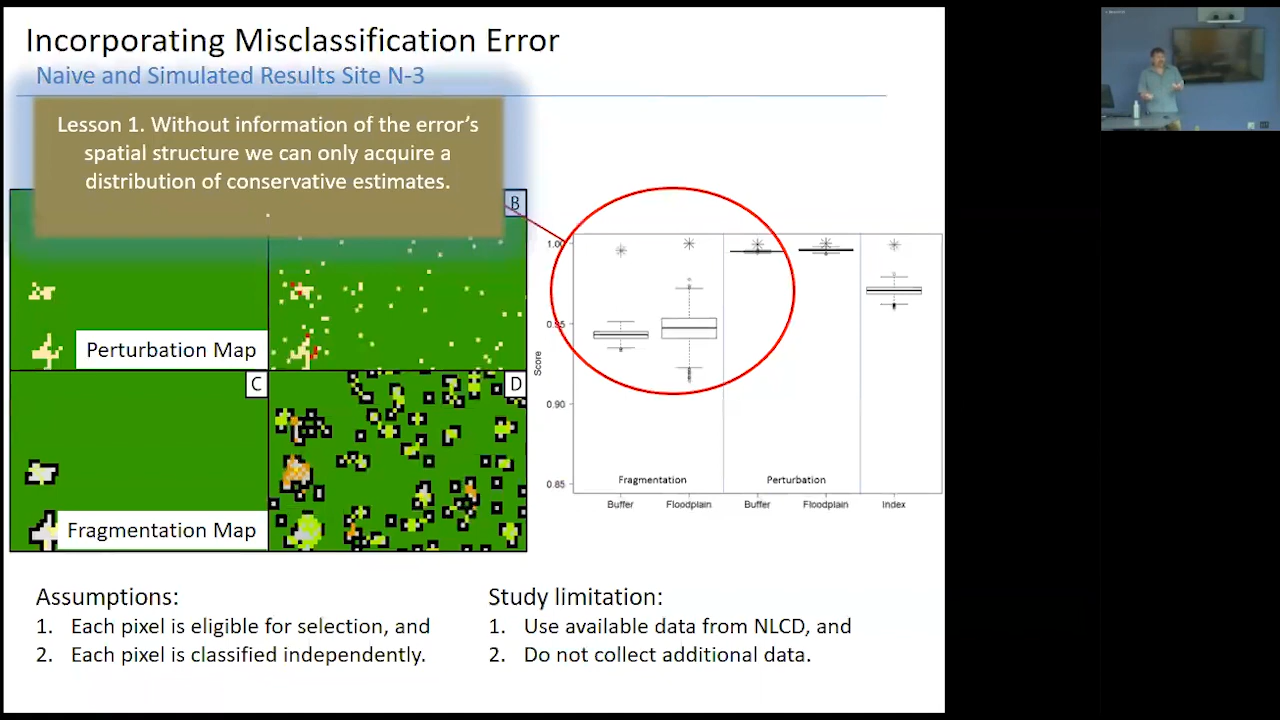 Incorporating Misclassification Error
Naive and Simulated Results Site N-3
Lesson 1. Without information of the error's
spatial structure we can only acquire a
distribution of conservative estimates.
.
B
Perturbation Map
C
D
Fragmentation Map
1.00
0.95
0.90
0.85
Score
Fragmentation
Perturbation
Buffer
Floodplain
Buffer
Floodplain
Index
Assumptions:
1. Each pixel is eligible for selection, and
2. Each pixel is classified independently.
Study limitation:
1. Use available data from NLCD, and
2. Do not collect additional data.